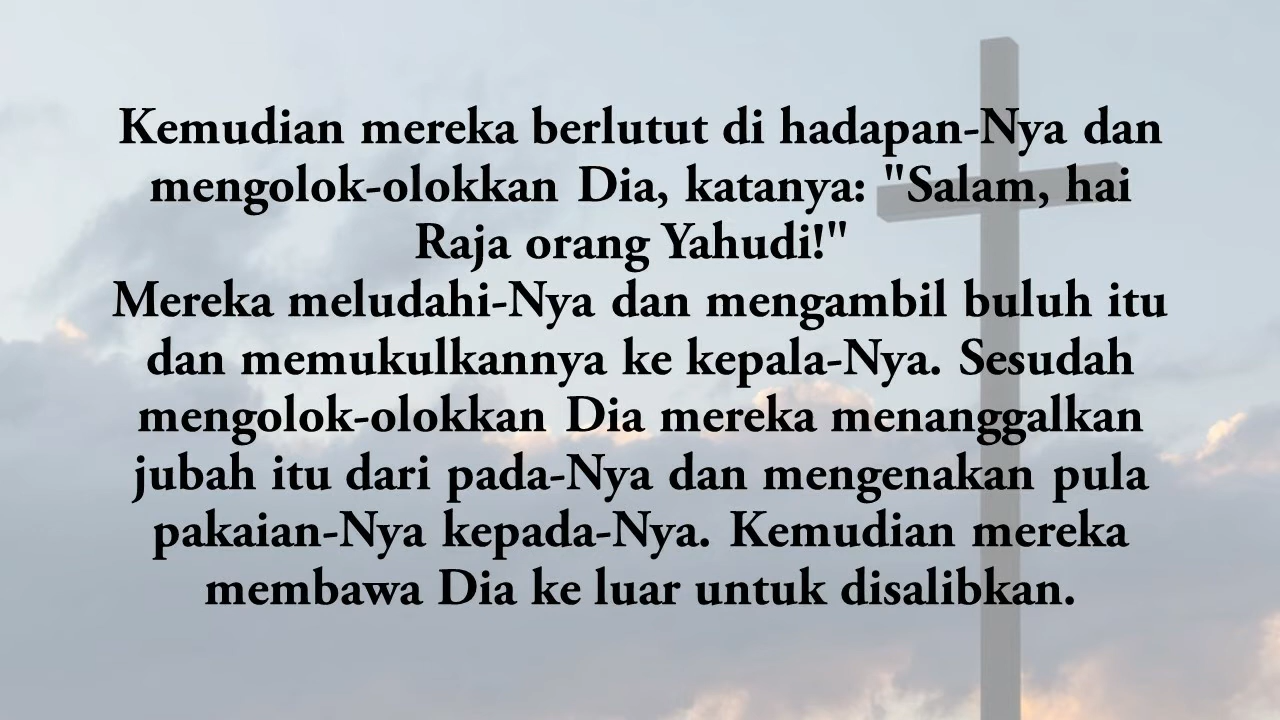 Kemudian mereka berlutut di hadapan-Nya dan
mengolok-olokkan Dia, katanya: "Salam, hai
Raja orang Yahudi!"
Mereka meludahi-Nya dan mengambil buluh itu
dan memukulkannya ke kepala-Nya. Sesudah
mengolok-olokkan Dia mereka menanggalkan
jubah itu dari pada-Nya dan mengenakan pula
pakaian-Nya kepada-Nya. Kemudian mereka
membawa Dia ke luar untuk disalibkan.